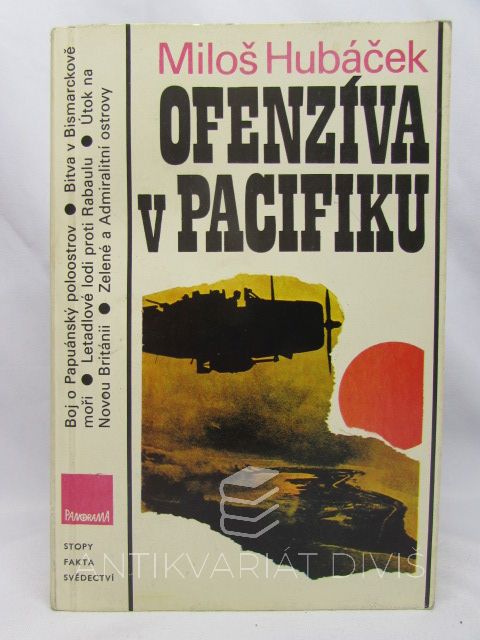 Miloš Hubáček
OFENZÍVA
V PACIFIKU
Boj o Papuánský poloostrov ● Bitva v Bismarckově
moři ● Letadlové lodi proti Rabaulu ● Útok na
Novou Británii ● Zelené a Admiralitní ostrovy
PANORAMA
STOPY
FAKTA
SVĚDECTVÍ
ANTIKVARIÁT DIVIŠ